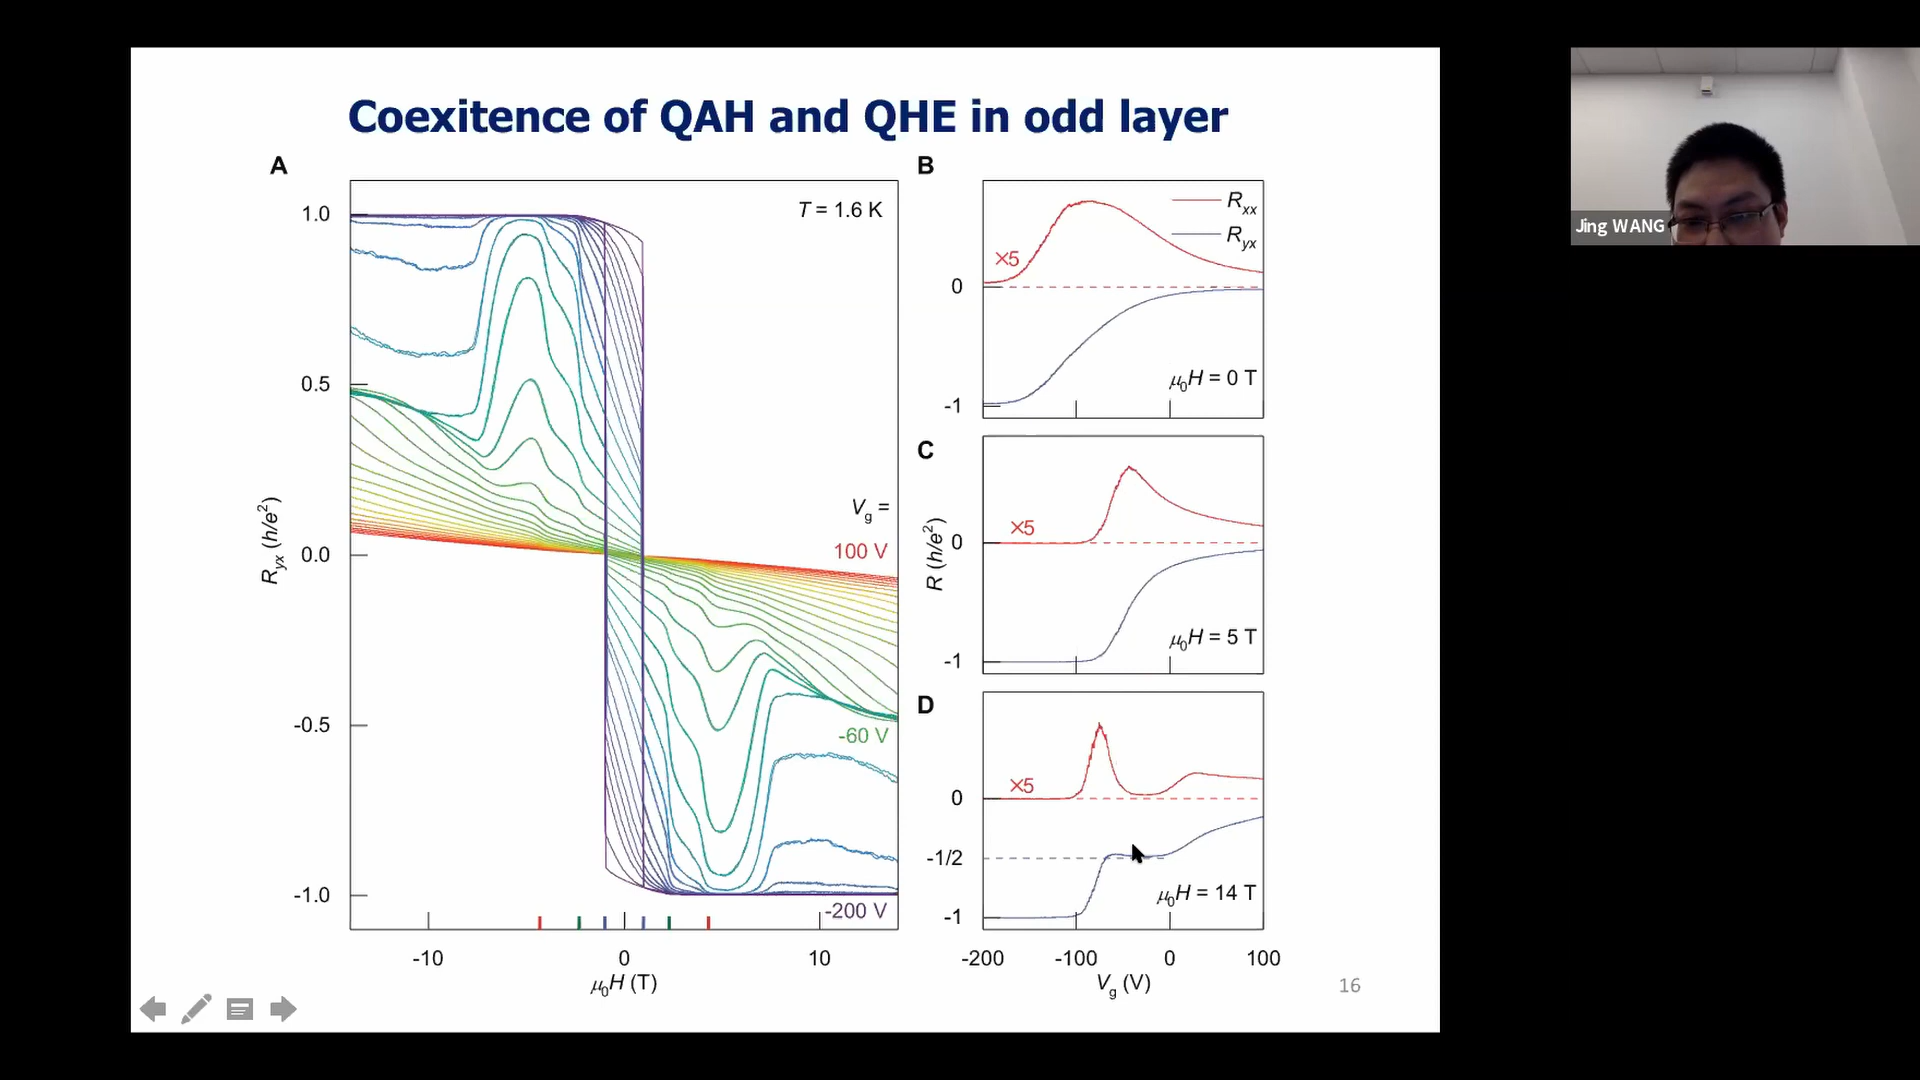 Coexitence of QAH and QHE in odd layer
A
T = 1.6 K
1.0
0.5
0.0
-0.5
-1.0
Ryx (h/e²)
Vg =
100 V
-60 V
-200 V
-10
0
10
μ0H (T)
B
Rxx
Ryx
×5
0
-1
μ0H = 0 T
C
×5
0
-1
μ0H = 5 T
R (h/e²)
D
×5
0
-1/2
-1
μ0H = 14 T
-200
-100
0
100
Vg (V)
16
Jing WANG